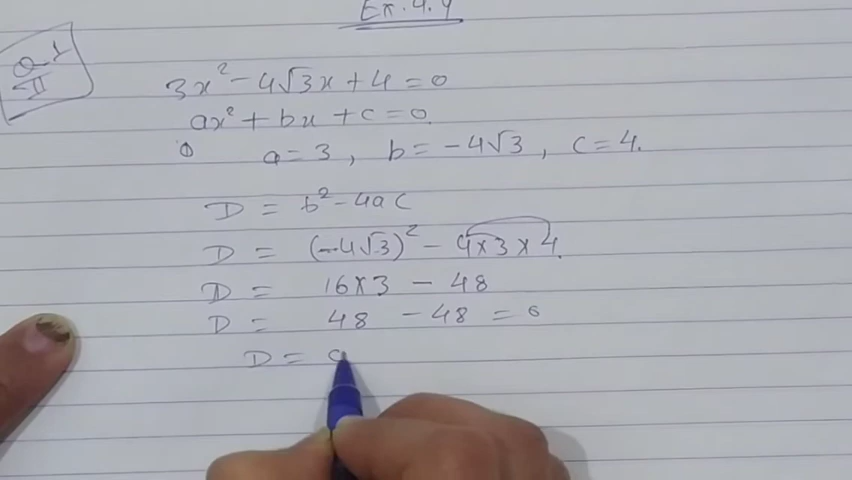 Ex. 4.4
Q1
II
3x² - 4√3x + 4 = 0
ax² + bx + c = 0
a = 3, b = -4√3, c = 4.
D = b² - 4ac
D = (-4√3)² - 4×3×4.
D = 16×3 - 48
D = 48 - 48 = 0
D = 0